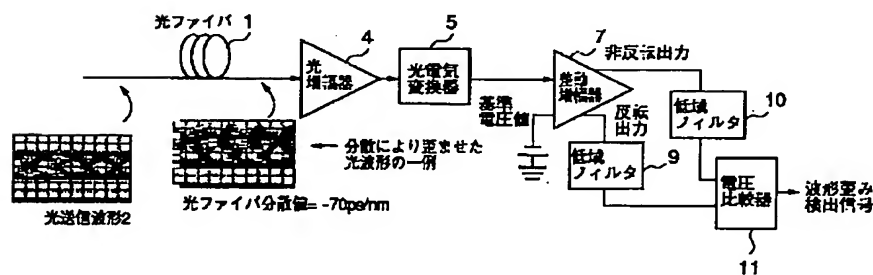 光ファイバ 1
4
光
増幅器
5
光電気
変換器
7
差動
増幅器
非反転出力
基準
電圧値
反転
出力
低域
フィルタ
10
低域
フィルタ
9
電圧
比較器
11
波形歪み
検出信号
分散により歪ませた
光波形の一例
光ファイバ分散値= -70ps/nm
光送信波形2